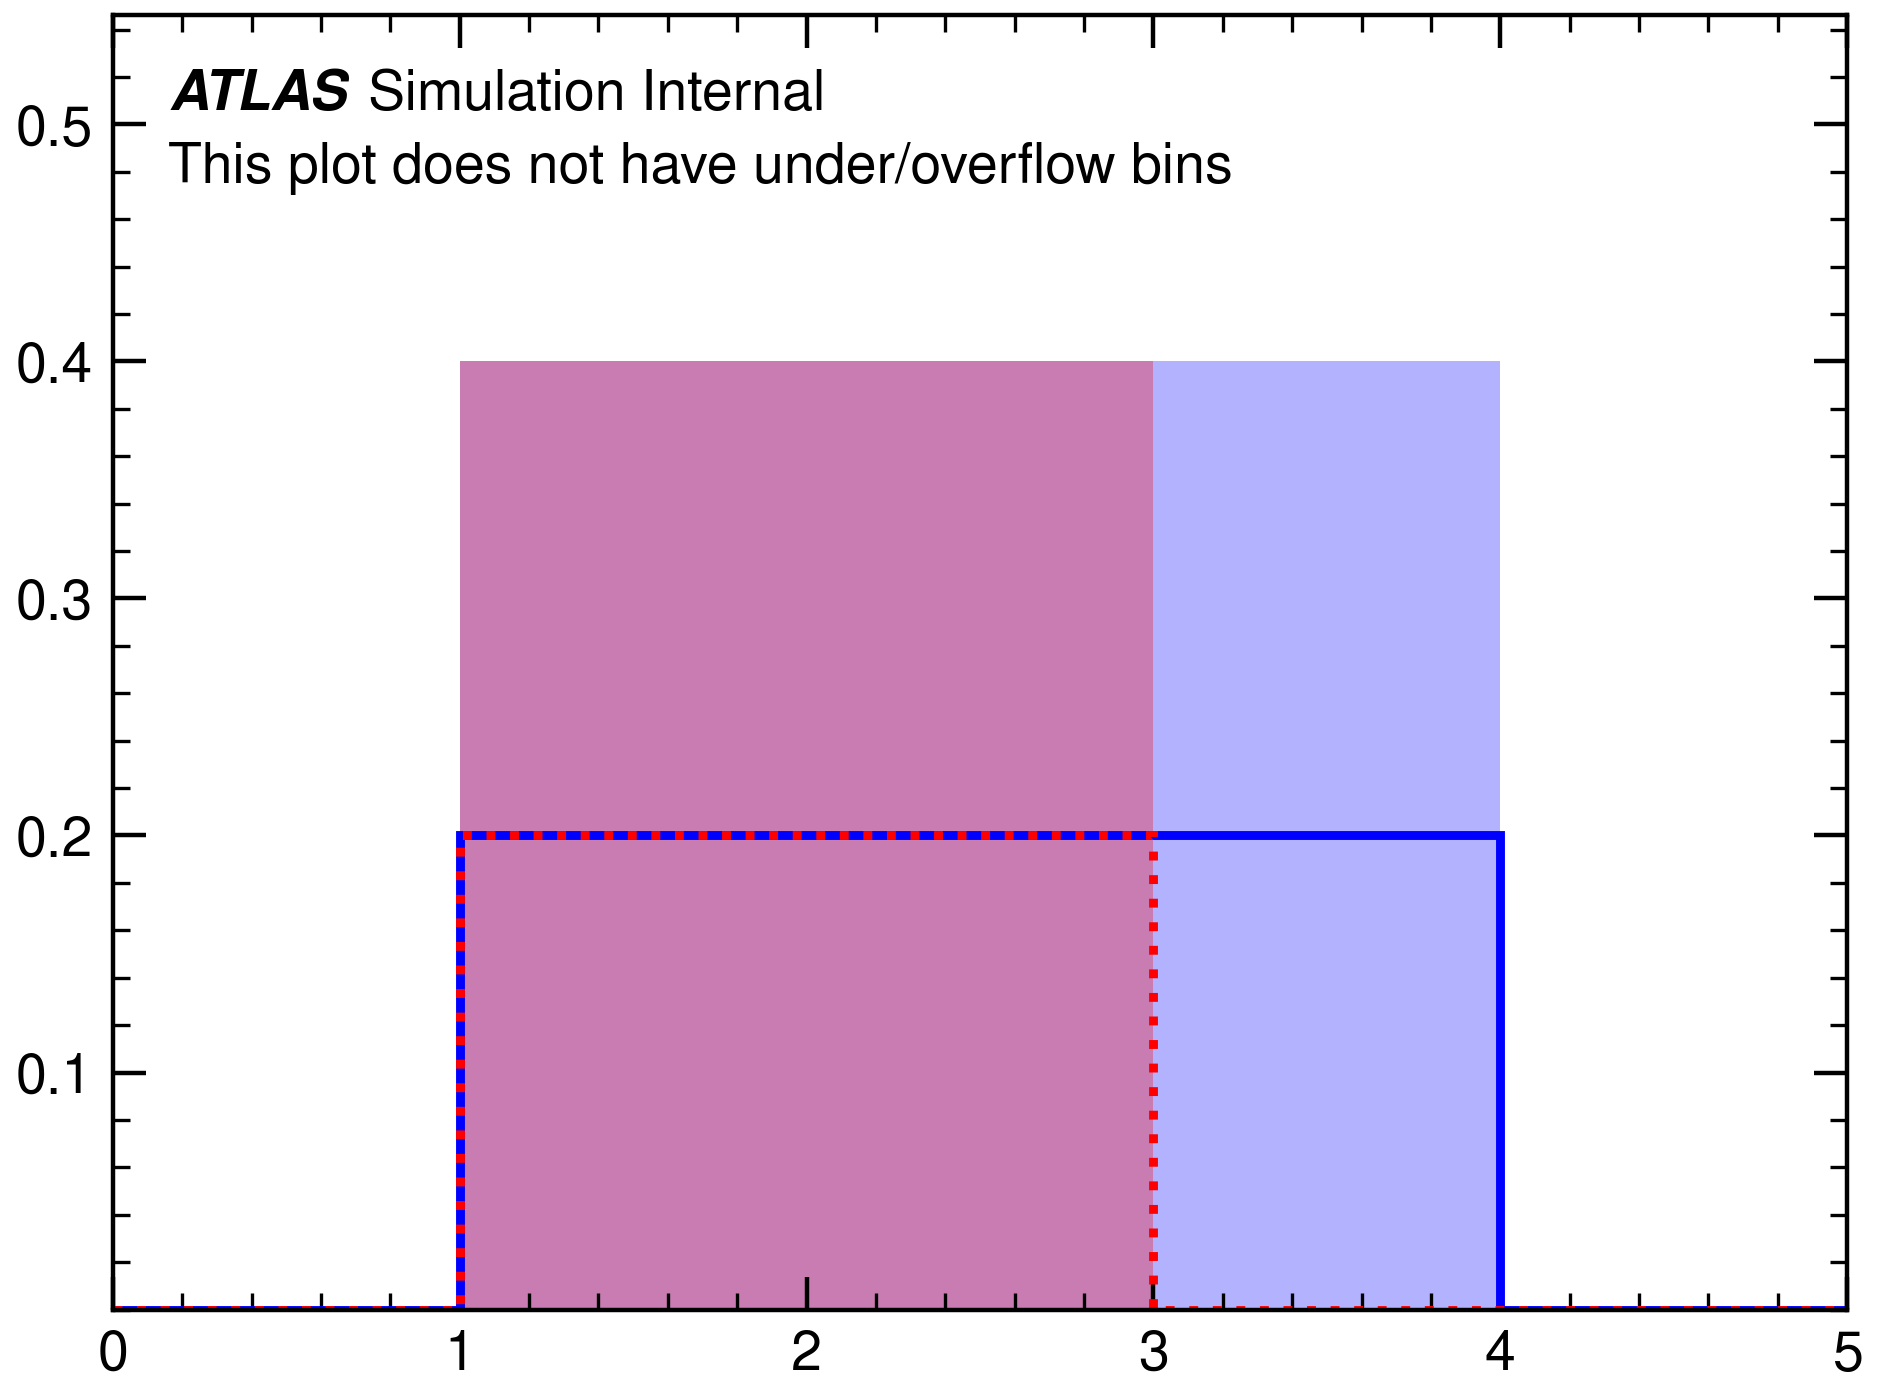 ATLAS Simulation Internal
This plot does not have under/overflow bins
0.5
0.4
0.3
0.2
0.1
0 1 2 3 4 5